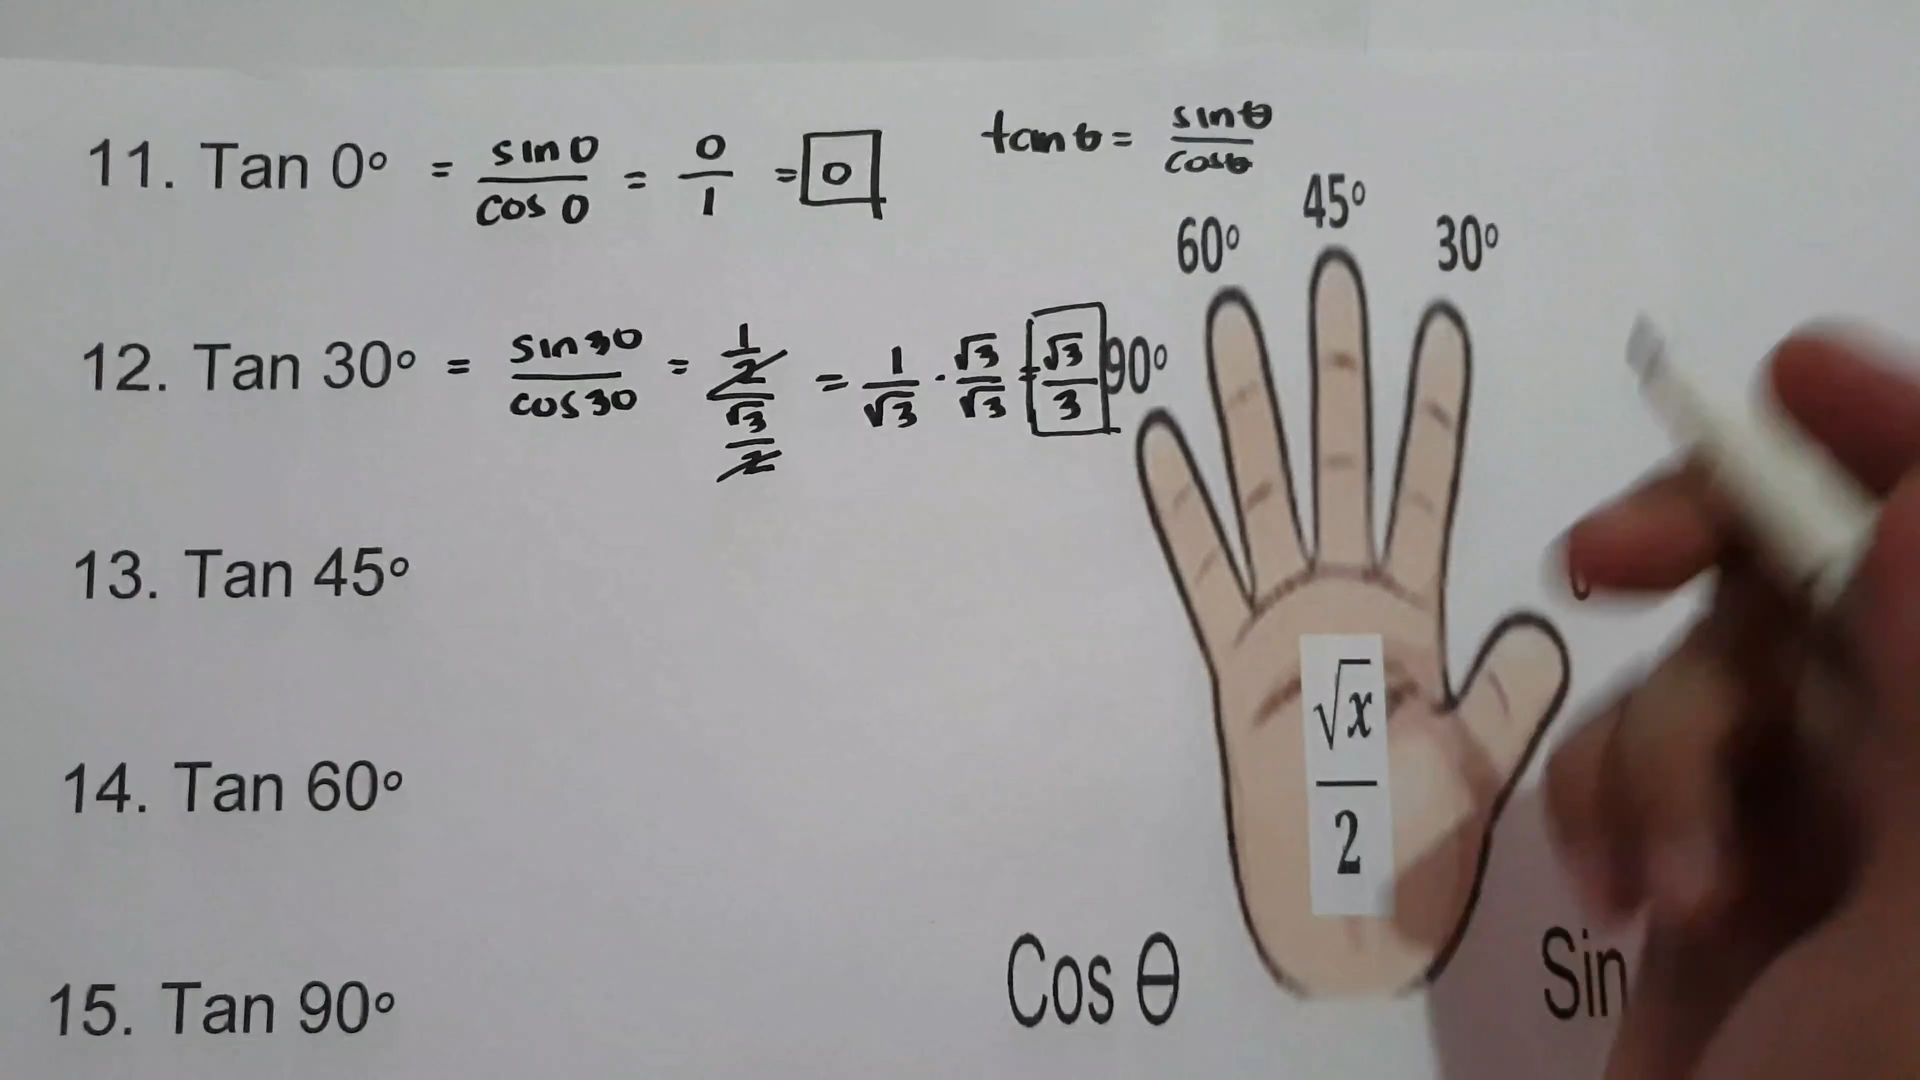 11. Tan 0° = sin 0 / cos 0 = 0/1 = 0
tan θ = sin θ / cos θ
12. Tan 30° = sin 30 / cos 30 = (1/2) / (√3/2) = 1/√3 · √3/√3 = √3/3
13. Tan 45°
14. Tan 60°
15. Tan 90°
90°
60°
45°
30°
√x / 2
Cos θ
Sin